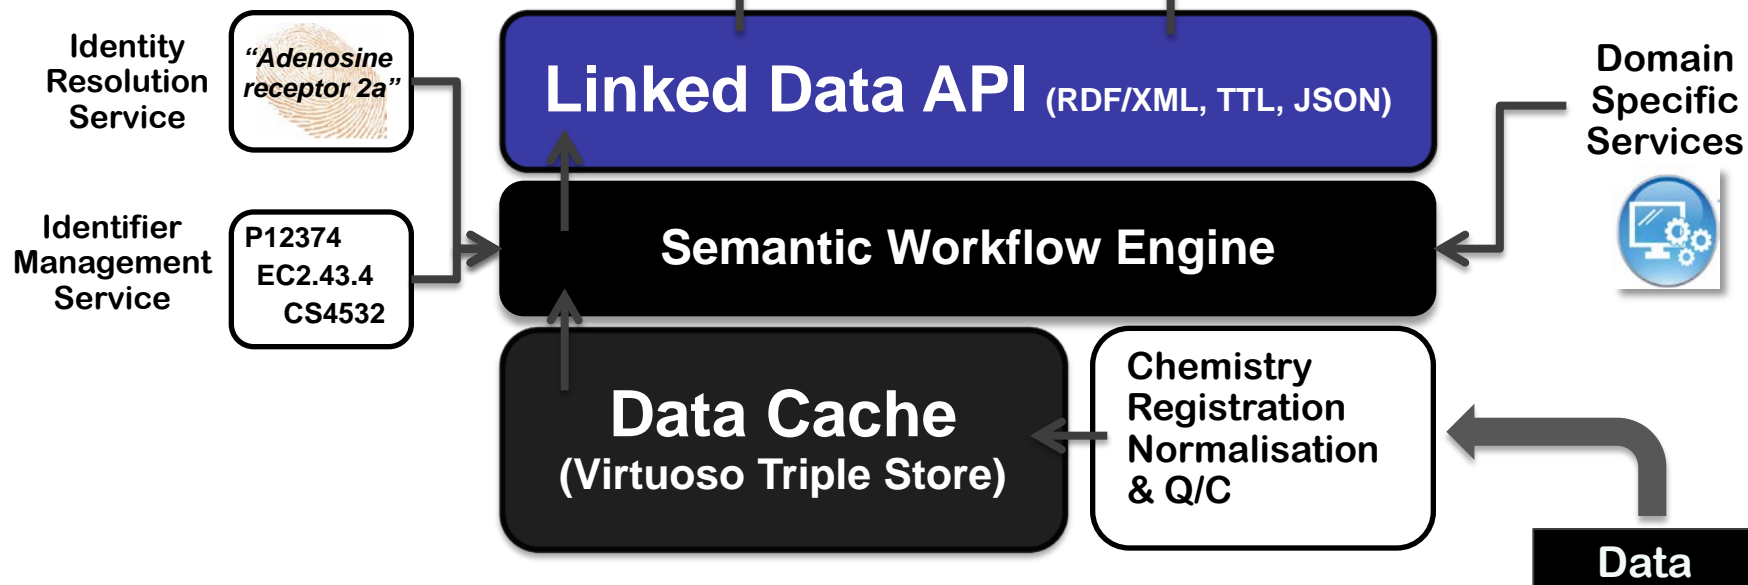 Identity
Resolution
Service
“Adenosine
receptor 2a”
Linked Data API (RDF/XML, TTL, JSON)
Domain
Specific
Services
Identifier
Management
Service
P12374
EC2.43.4
CS4532
Semantic Workflow Engine
Data Cache
(Virtuoso Triple Store)
Chemistry
Registration
Normalisation
& Q/C
Data